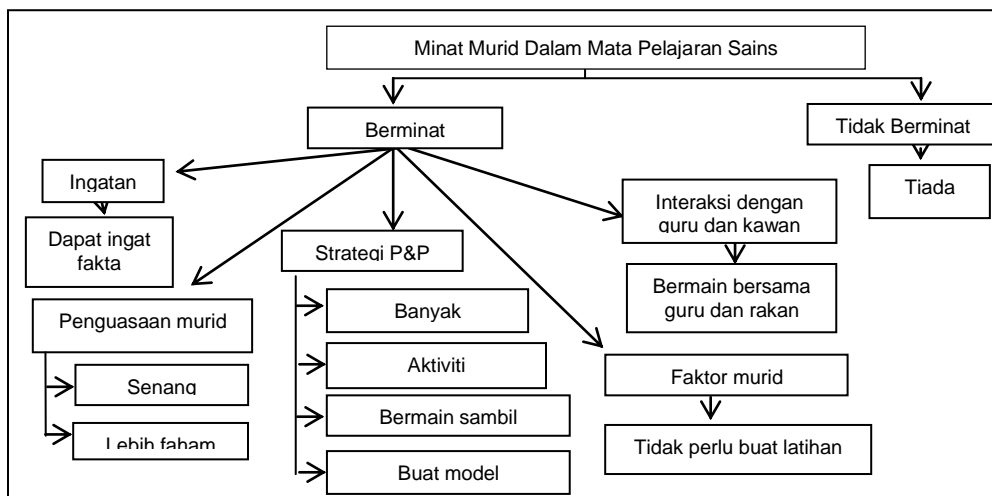 Minat Murid Dalam Mata Pelajaran Sains
Berminat
Tidak Berminat
Ingatan
Tiada
Interaksi dengan
guru dan kawan
Dapat ingat
fakta
Strategi P&P
Bermain bersama
guru dan rakan
Banyak
Penguasaan murid
Aktiviti
Faktor murid
Senang
Bermain sambil
Lebih faham
Tidak perlu buat latihan
Buat model